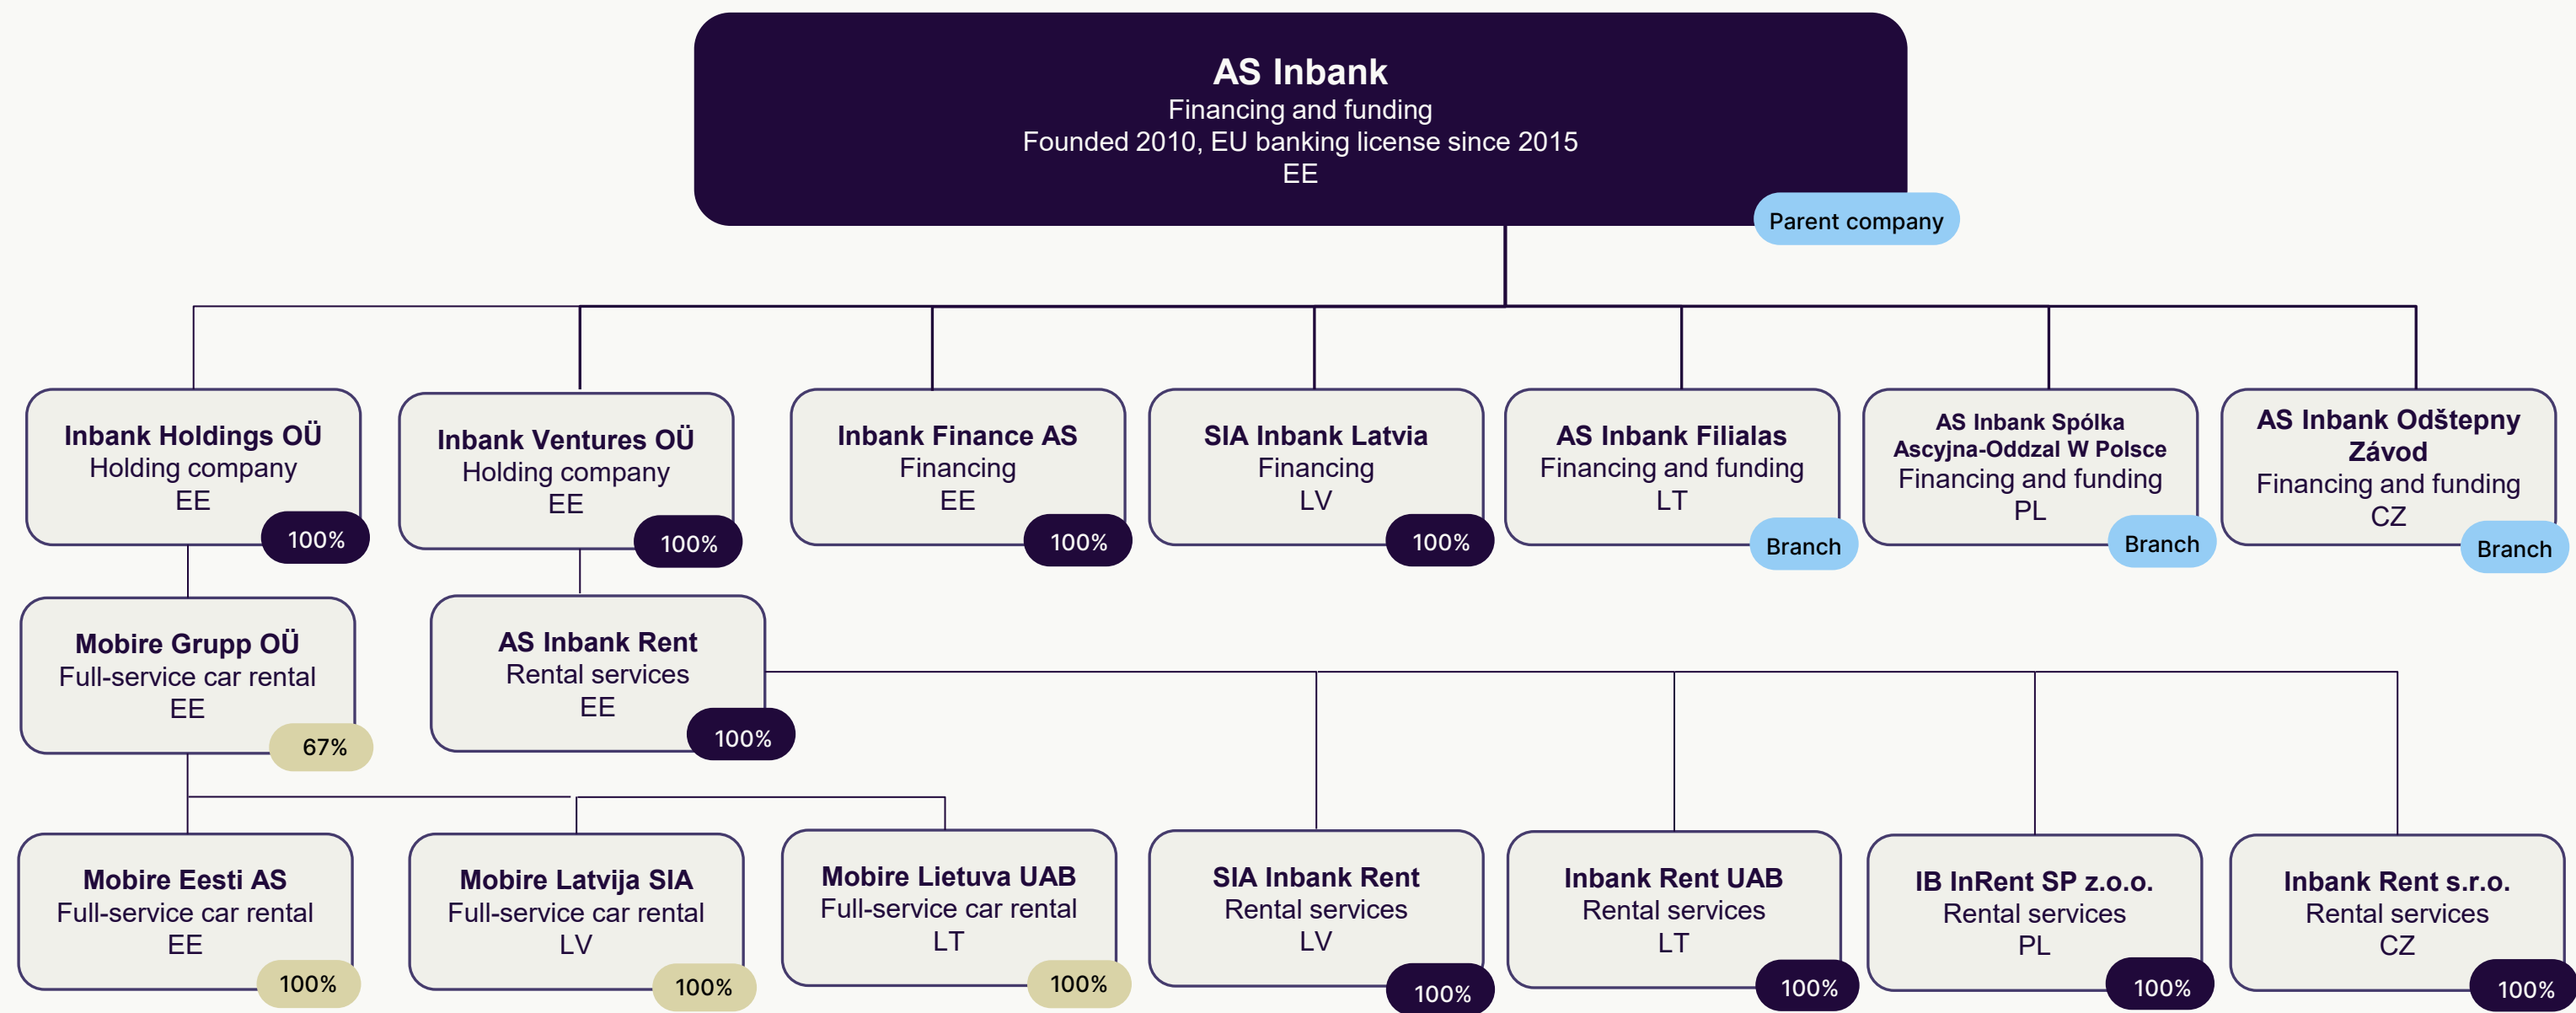 AS Inbank
Financing and funding
Founded 2010, EU banking license since 2015
EE
Parent company
Inbank Holdings OÜ
Holding company
EE
100%
Inbank Ventures OÜ
Holding company
EE
100%
Inbank Finance AS
Financing
EE
100%
SIA Inbank Latvia
Financing
LV
100%
AS Inbank Filialas
Financing and funding
LT
Branch
AS Inbank Spólka
Ascyjna-Oddzal W Polsce
Financing and funding
PL
Branch
AS Inbank Odštepny
Závod
Financing and funding
CZ
Branch
Mobire Grupp OÜ
Full-service car rental
EE
67%
AS Inbank Rent
Rental services
EE
100%
Mobire Eesti AS
Full-service car rental
EE
100%
Mobire Latvija SIA
Full-service car rental
LV
100%
Mobire Lietuva UAB
Full-service car rental
LT
100%
SIA Inbank Rent
Rental services
LV
100%
Inbank Rent UAB
Rental services
LT
100%
IB InRent SP z.o.o.
Rental services
PL
100%
Inbank Rent s.r.o.
Rental services
CZ
100%